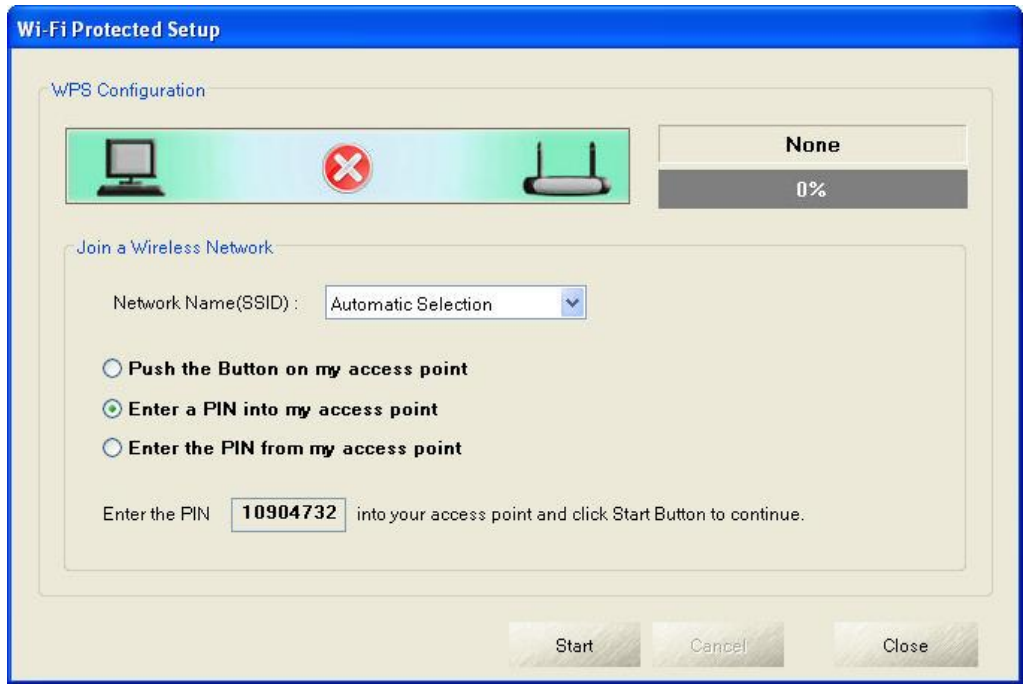 Wi-Fi Protected Setup
WPS Configuration
None
0%
Join a Wireless Network
Network Name(SSID) :
Automatic Selection
Push the Button on my access point
Enter a PIN into my access point
Enter the PIN from my access point
Enter the PIN 10904732 into your access point and click Start Button to continue.
Start
Cancel
Close